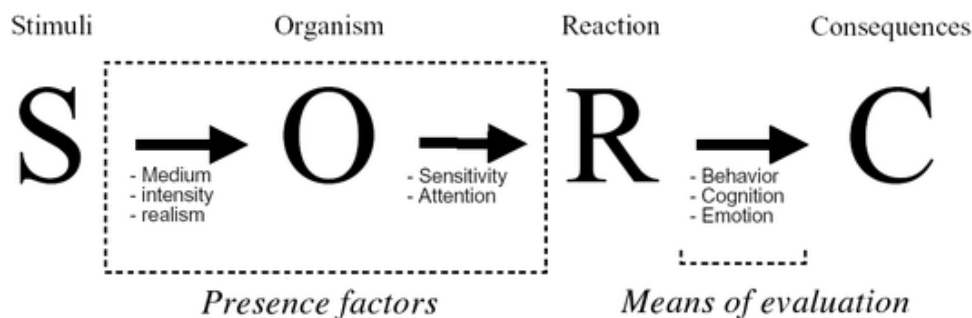 Stimuli Organism Reaction Consequences
S O R C
- Medium
- intensity
- realism
- Sensitivity
- Attention
- Behavior
- Cognition
- Emotion
Presence factors Means of evaluation